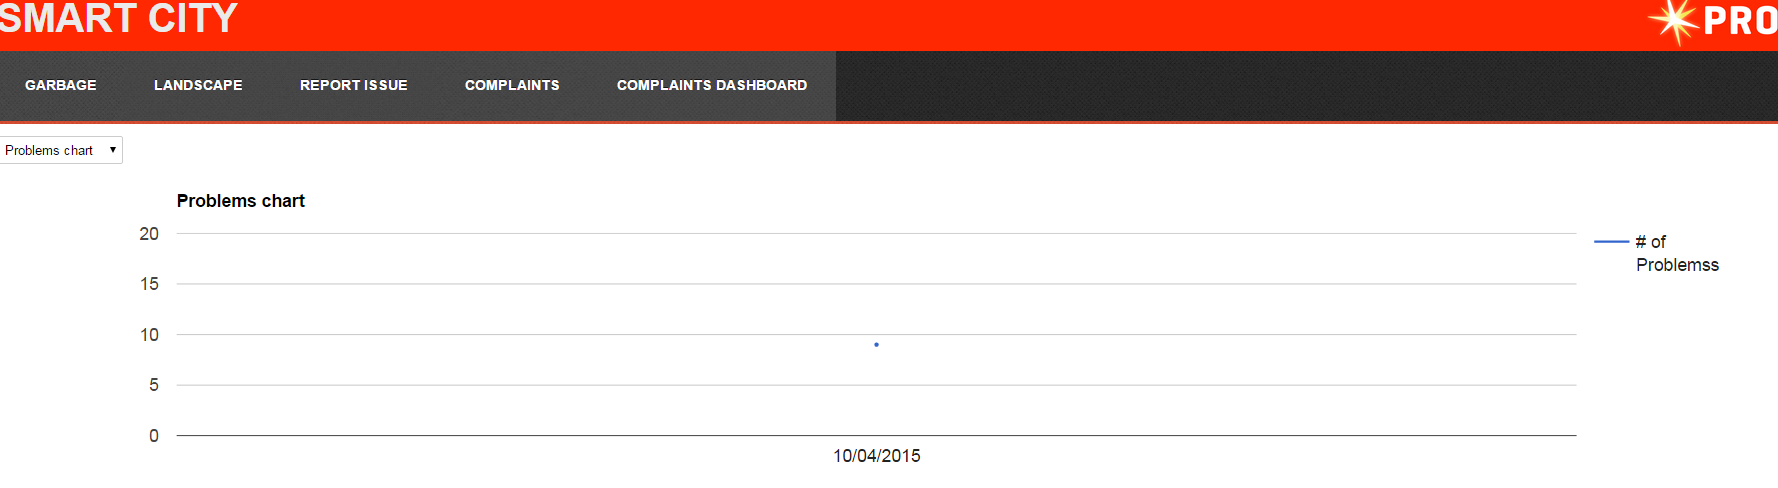 SMART CITY
PRO
GARBAGE LANDSCAPE REPORT ISSUE COMPLAINTS COMPLAINTS DASHBOARD
Problems chart
Problems chart
20
15
10
5
0
# of
Problemss
10/04/2015